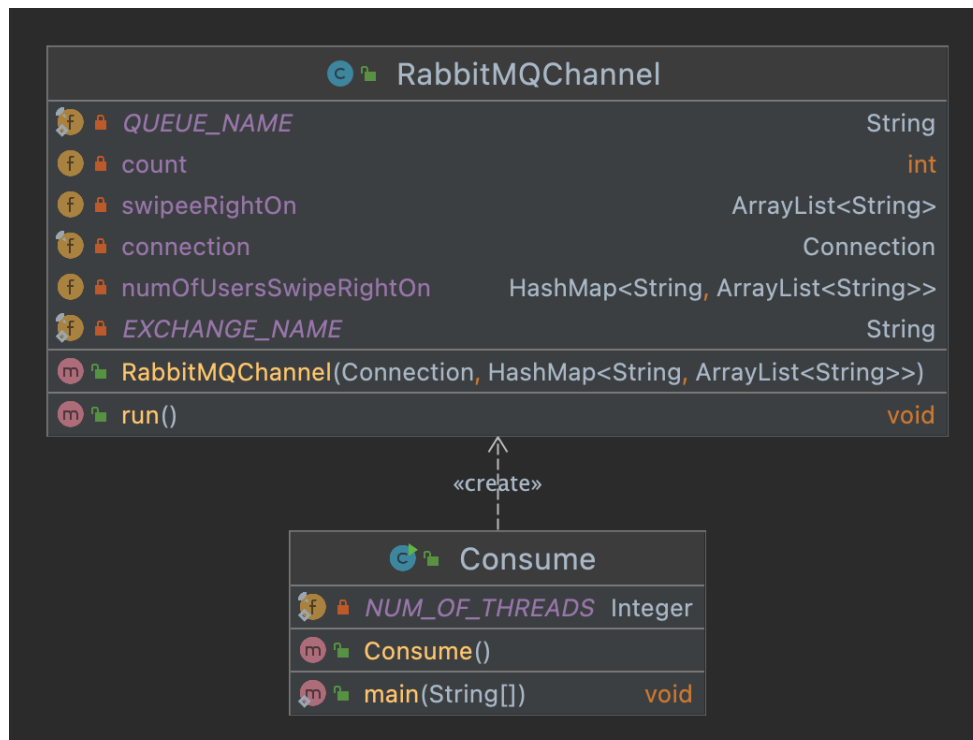 RabbitMQChannel
QUEUE_NAME String
count int
swipeeRightOn ArrayList<String>
connection Connection
numOfUsersSwipeRightOn HashMap<String, ArrayList<String>>
EXCHANGE_NAME String
RabbitMQChannel(Connection, HashMap<String, ArrayList<String>>)
run() void
«create»
Consume
NUM_OF_THREADS Integer
Consume()
main(String[]) void